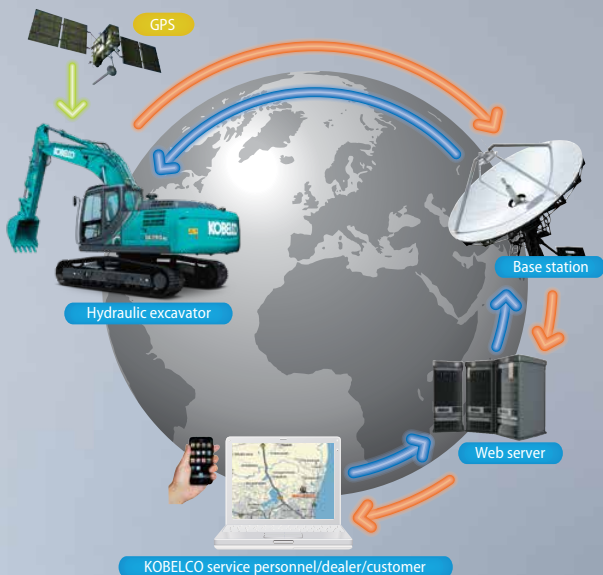 GPS
KOBELCO
KOBELCO
Hydraulic excavator
Base station
Web server
KOBELCO service personnel/dealer/customer